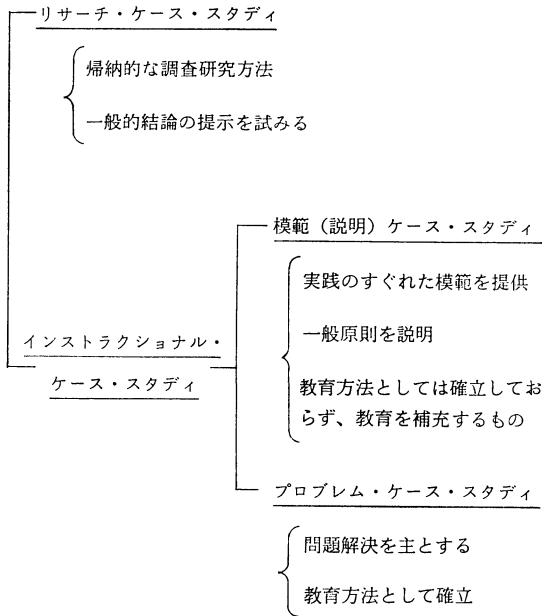 リサーチ・ケース・スタディ
帰納的な調査研究方法
一般的結論の提示を試みる
インストラクショナル・
ケース・スタディ
模範（説明）ケース・スタディ
実践のすぐれた模範を提供
一般原則を説明
教育方法としては確立してお
らず、教育を補充するもの
プロブレム・ケース・スタディ
問題解決を主とする
教育方法として確立